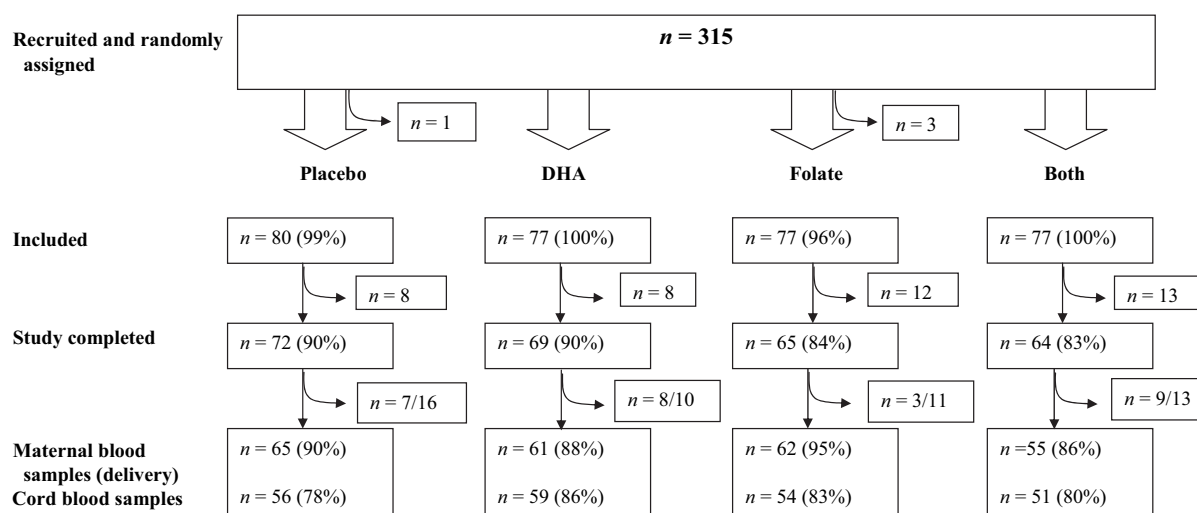 Recruited and randomly
assigned
n = 315
n = 1
n = 3
Placebo
DHA
Folate
Both
Included
n = 80 (99%)
n = 77 (100%)
n = 77 (96%)
n = 77 (100%)
n = 8
n = 8
n = 12
n = 13
Study completed
n = 72 (90%)
n = 69 (90%)
n = 65 (84%)
n = 64 (83%)
n = 7/16
n = 8/10
n = 3/11
n = 9/13
Maternal blood
samples (delivery)
n = 65 (90%)
n = 61 (88%)
n = 62 (95%)
n =55 (86%)
Cord blood samples
n = 56 (78%)
n = 59 (86%)
n = 54 (83%)
n = 51 (80%)